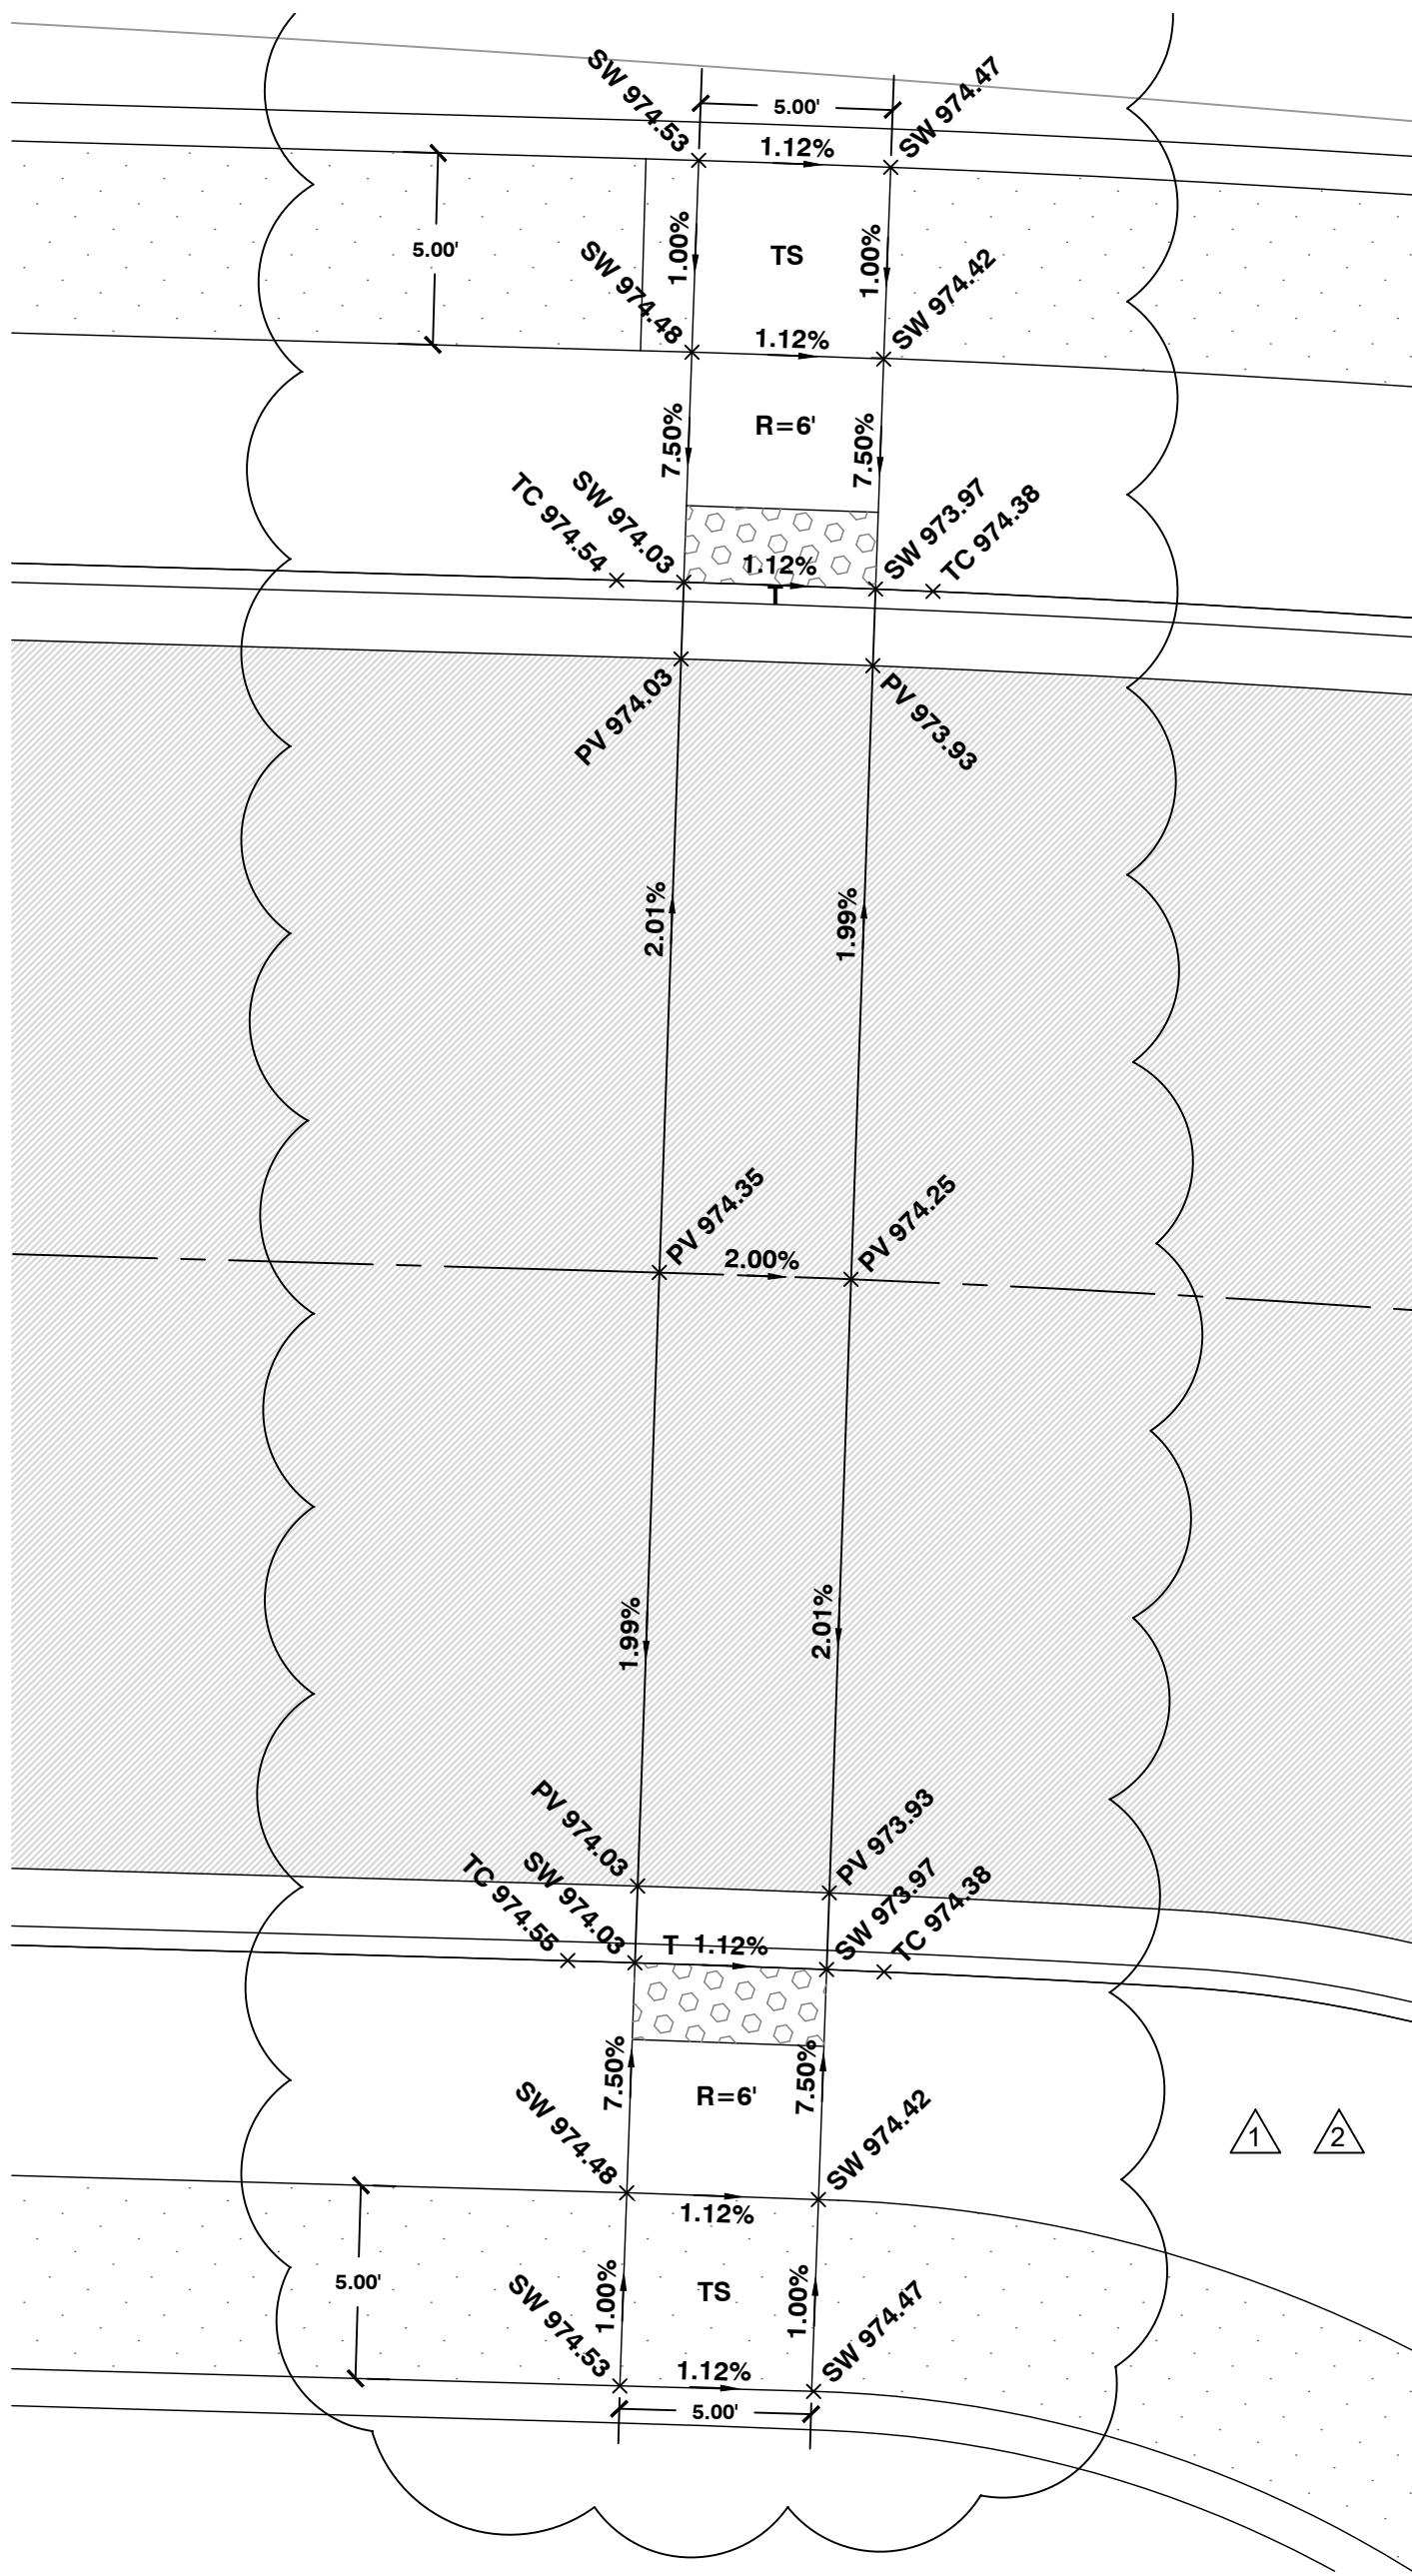 SW 974.53
SW 974.47
5.00'
1.12%
1.00%
TS
1.00%
5.00'
SW 974.48
SW 974.42
1.12%
7.50%
R=6'
7.50%
TC 974.54
SW 974.03
SW 973.97
TC 974.38
1.12%
T
PV 974.03
PV 973.93
2.01%
1.99%
PV 974.35
PV 974.25
2.00%
1.99%
2.01%
PV 974.03
PV 973.93
TC 974.55
SW 974.03
SW 973.97
TC 974.38
T 1.12%
7.50%
7.50%
R=6'
SW 974.48
SW 974.42
1 2
1.12%
5.00'
1.00%
TS
1.00%
SW 974.53
SW 974.47
1.12%
5.00'